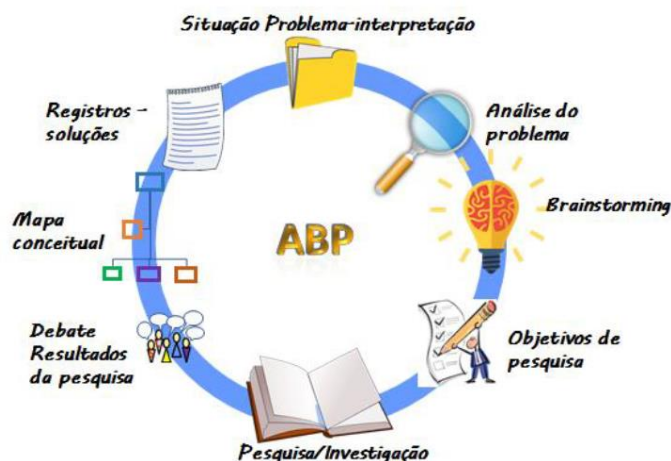 Situação Problema-interpretação
Análise do
problema
Brainstorming
Objetivos de
pesquisa
Pesquisa/Investigação
Debate
Resultados
da pesquisa
Mapa
conceitual
Registros –
soluções
ABP